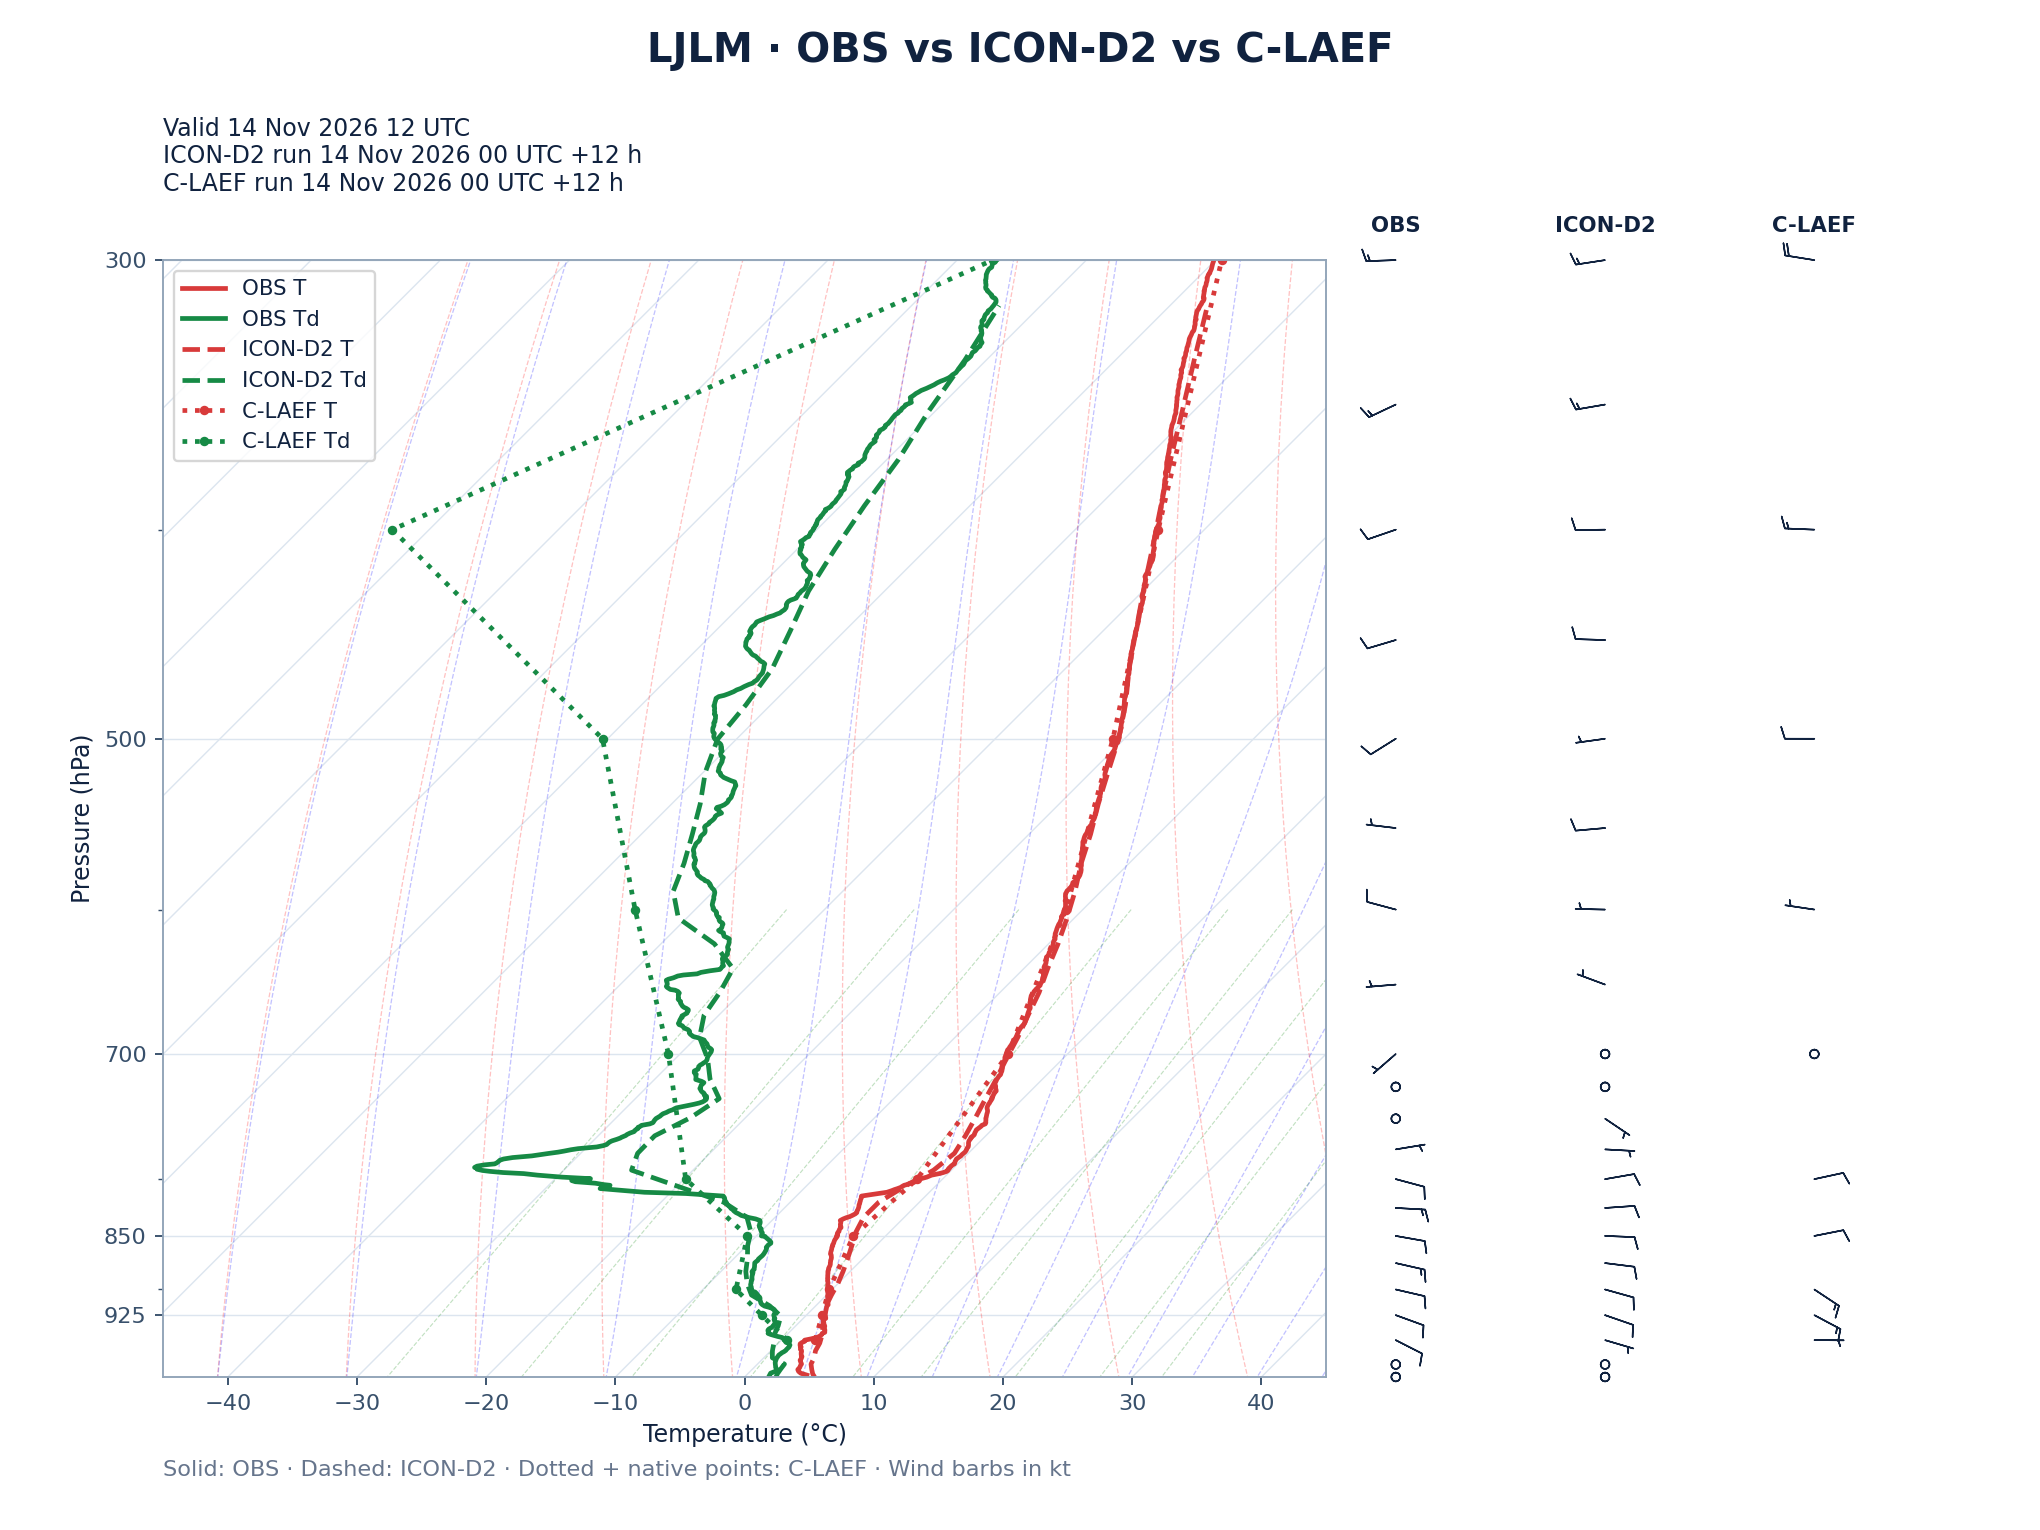 LJLM · OBS vs ICON-D2 vs C-LAEF
Valid 14 Nov 2026 12 UTC
ICON-D2 run 14 Nov 2026 00 UTC +12 h
C-LAEF run 14 Nov 2026 00 UTC +12 h
OBS ICON-D2 C-LAEF
OBS T
OBS Td
ICON-D2 T
ICON-D2 Td
C-LAEF T
C-LAEF Td
Pressure (hPa)
300
500
700
850
925
−40 −30 −20 −10 0 10 20 30 40
Temperature (°C)
Solid: OBS · Dashed: ICON-D2 · Dotted + native points: C-LAEF · Wind barbs in kt